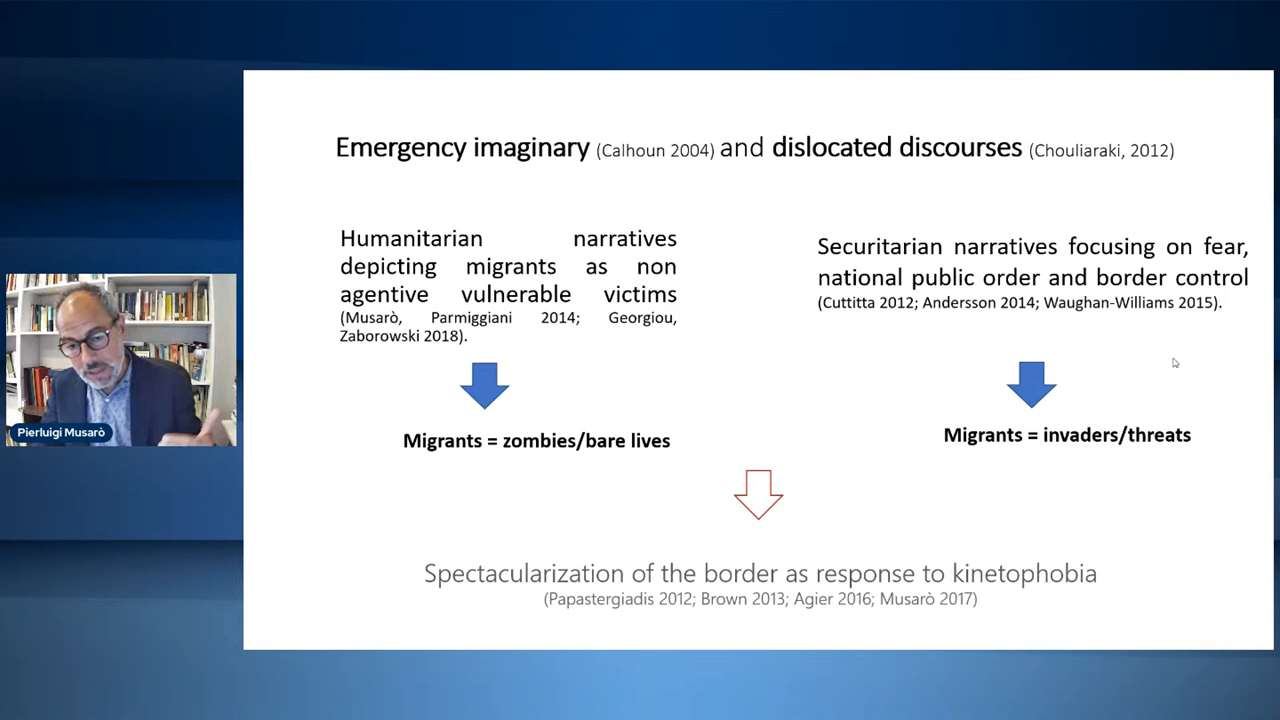 Emergency imaginary (Calhoun 2004) and dislocated discourses (Chouliaraki, 2012)
Humanitarian narratives
depicting migrants as non
agentive vulnerable victims
(Musarò, Parmiggiani 2014; Georgiou,
Zaborowski 2018).
Migrants = zombies/bare lives
Securitarian narratives focusing on fear,
national public order and border control
(Cuttitta 2012; Andersson 2014; Waughan-Williams 2015).
Migrants = invaders/threats
Spectacularization of the border as response to kinetophobia
(Papastergiadis 2012; Brown 2013; Agier 2016; Musarò 2017)
Pierluigi Musarò